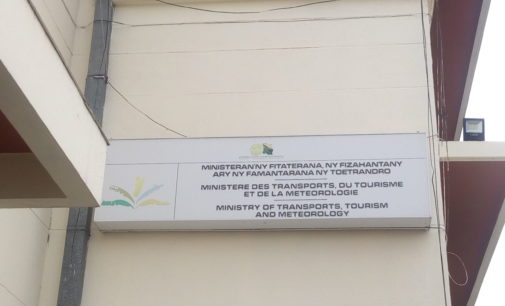 MINISTERAN'NY FITATERANA, NY FIZAHANTANY
ARY NY FAMANTARANA NY TOETRANDRO
MINISTERE DES TRANSPORTS, DU TOURISME
ET DE LA METEOROLOGIE
MINISTRY OF TRANSPORTS, TOURISM
AND METEOROLOGY